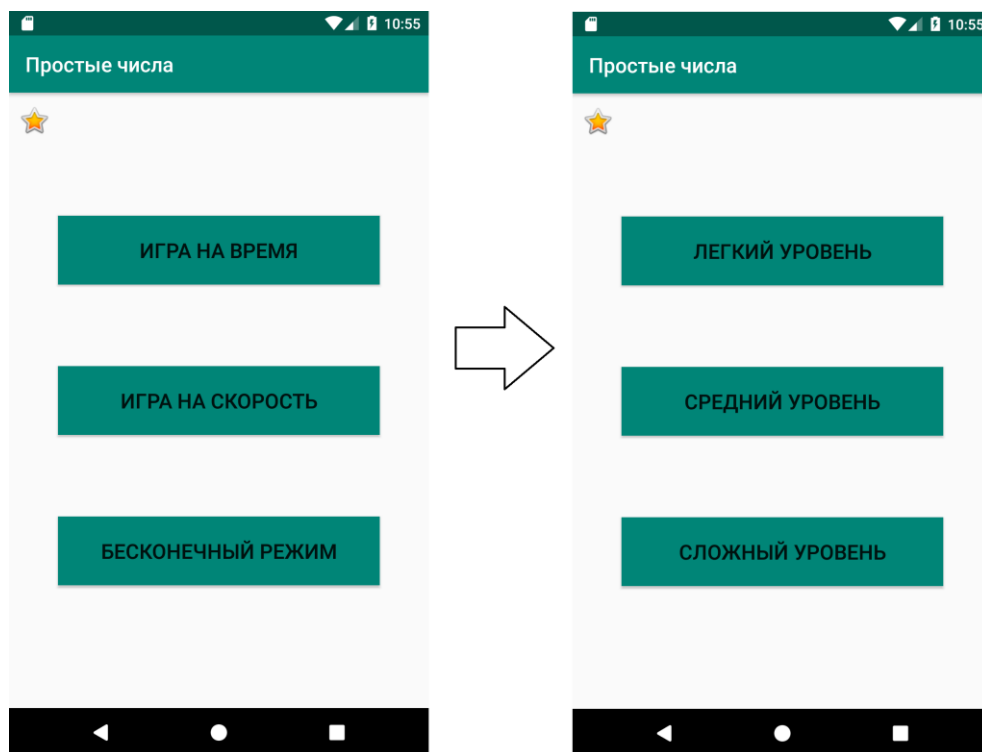 10:55
Простые числа
ИГРА НА ВРЕМЯ
ИГРА НА СКОРОСТЬ
БЕСКОНЕЧНЫЙ РЕЖИМ
10:55
Простые числа
ЛЕГКИЙ УРОВЕНЬ
СРЕДНИЙ УРОВЕНЬ
СЛОЖНЫЙ УРОВЕНЬ